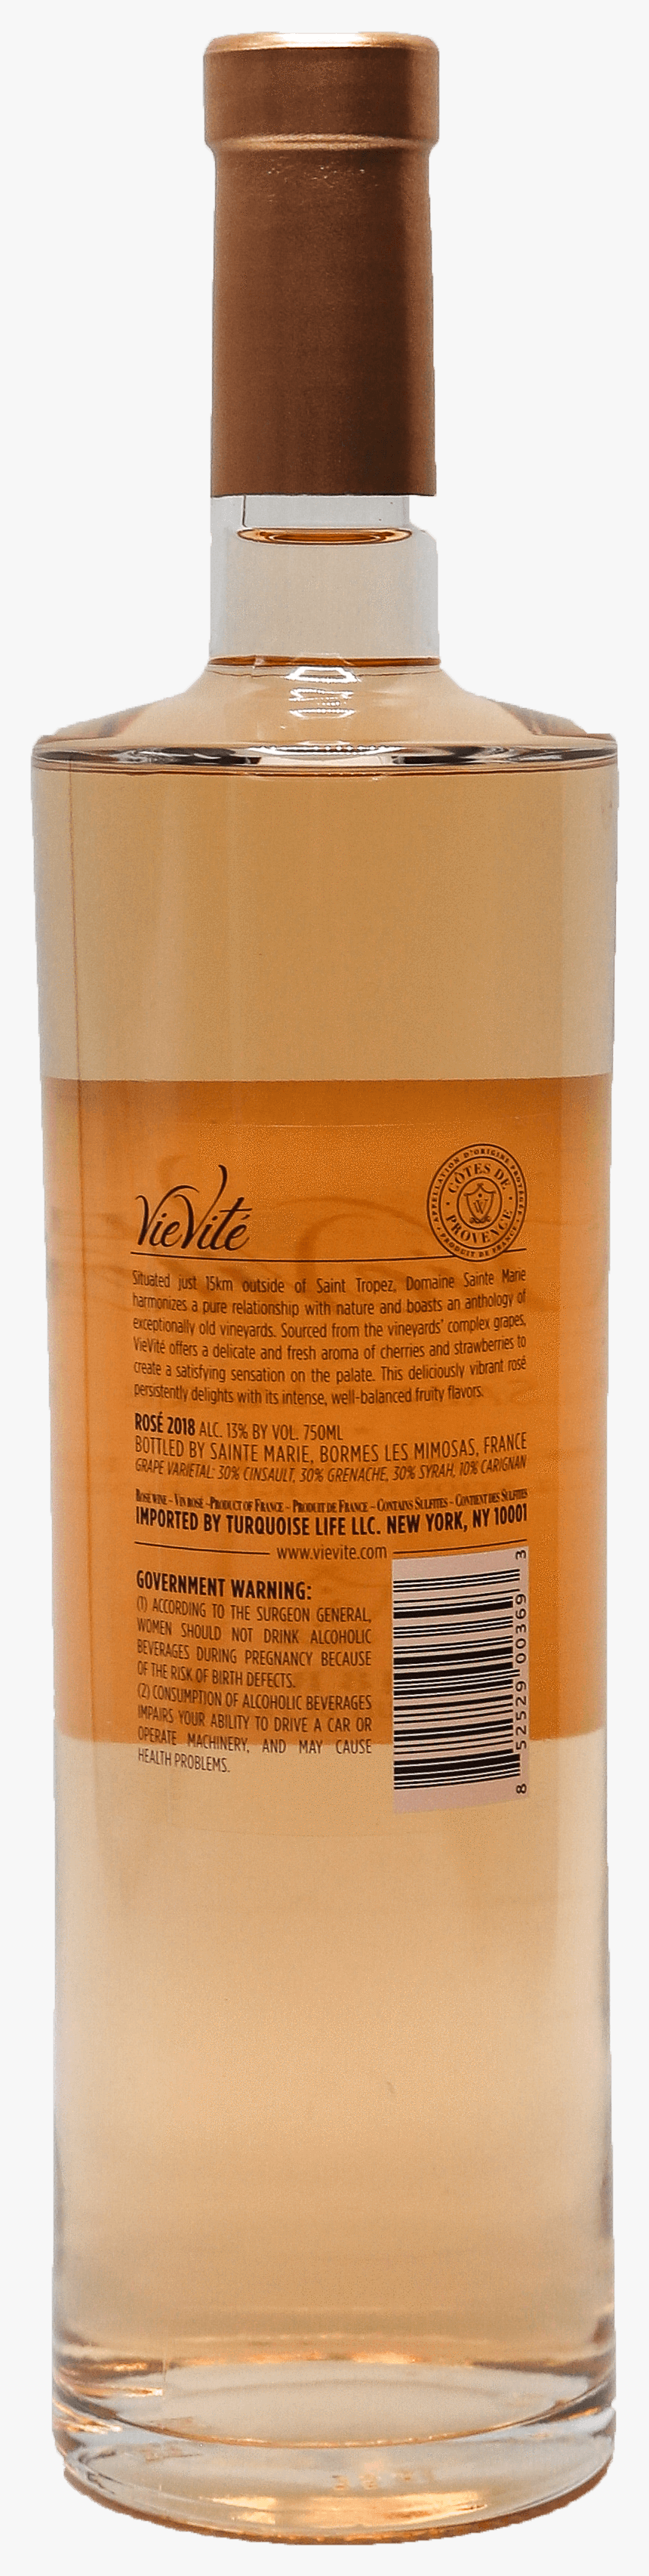 VieVité
APPELLATION D'ORIGINE PROTÉGÉE
CÔTES DE
PROVENCE
VV
PRODUIT DE FRANCE
Situated just 15km outside of Saint Tropez, Domaine Sainte Marie
harmonizes a pure relationship with nature and boasts an anthology of
exceptionally old vineyards. Sourced from the vineyards' complex grapes,
VieVité offers a delicate and fresh aroma of cherries and strawberries to
create a satisfying sensation on the palate. This deliciously vibrant rosé
persistently delights with its intense, well-balanced fruity flavors.
ROSÉ 2018 ALC. 13% BY VOL. 750ML
BOTTLED BY SAINTE MARIE, BORMES LES MIMOSAS, FRANCE
GRAPE VARIETAL: 30% CINSAULT, 30% GRENACHE, 30% SYRAH, 10% CARIGNAN
ROSE WINE – VIN ROSÉ – PRODUCT OF FRANCE – PRODUIT DE FRANCE – CONTAINS SULFITES – CONTIENT DES SULFITES
IMPORTED BY TURQUOISE LIFE LLC. NEW YORK, NY 10001
www.vievite.com
GOVERNMENT WARNING:
(1) ACCORDING TO THE SURGEON GENERAL,
WOMEN SHOULD NOT DRINK ALCOHOLIC
BEVERAGES DURING PREGNANCY BECAUSE
OF THE RISK OF BIRTH DEFECTS.
(2) CONSUMPTION OF ALCOHOLIC BEVERAGES
IMPAIRS YOUR ABILITY TO DRIVE A CAR OR
OPERATE MACHINERY, AND MAY CAUSE
HEALTH PROBLEMS.
8 52529 00369 3